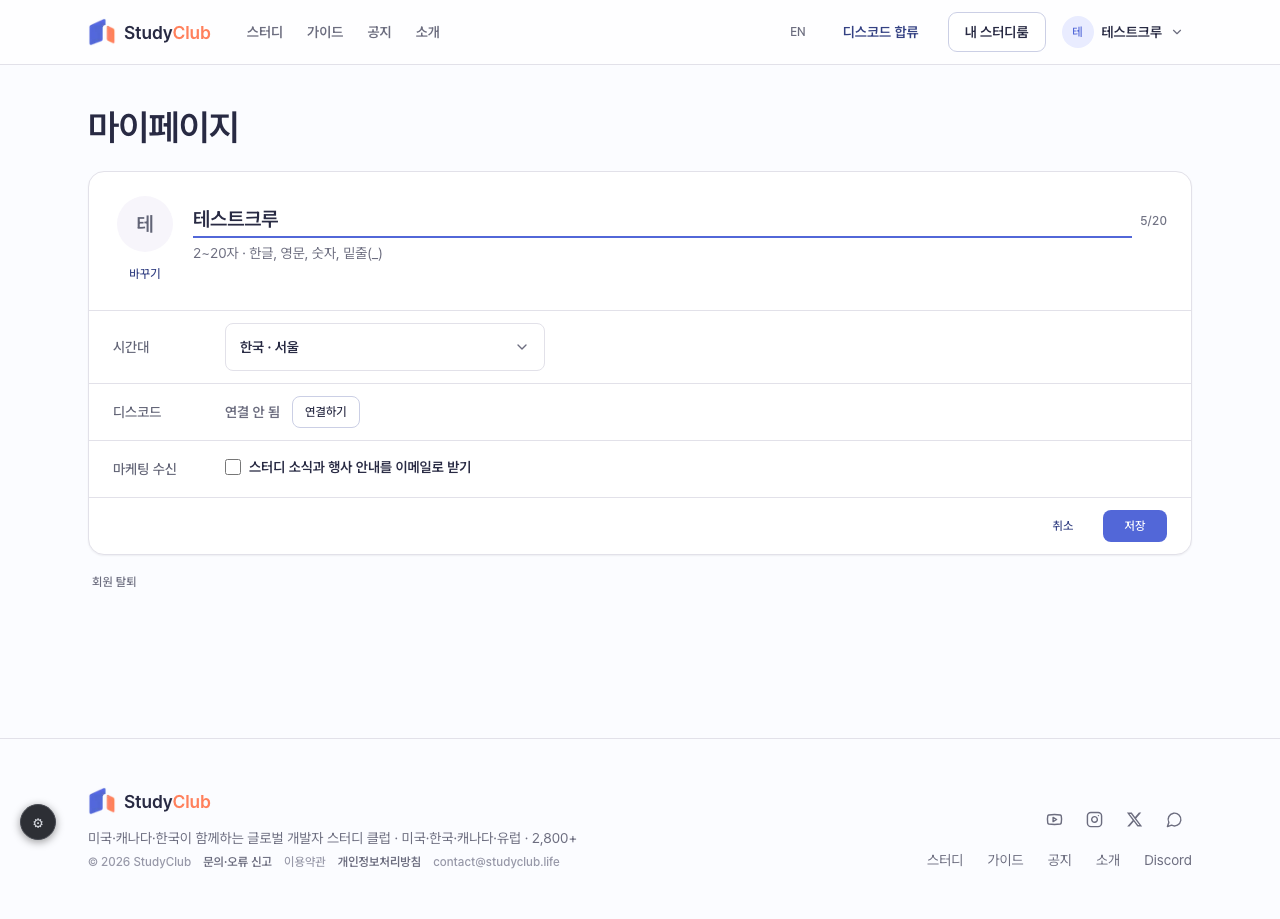 StudyClub 스터디 가이드 공지 소개 EN 디스코드 합류 내 스터디룸 테 테스트크루
마이페이지
테 테스트크루 5/20
2~20자 · 한글, 영문, 숫자, 밑줄(_)
바꾸기
시간대 한국 · 서울
디스코드 연결 안 됨 연결하기
마케팅 수신 스터디 소식과 행사 안내를 이메일로 받기
취소 저장
회원 탈퇴
StudyClub
미국·캐나다·한국이 함께하는 글로벌 개발자 스터디 클럽 · 미국·한국·캐나다·유럽 · 2,800+
© 2026 StudyClub 문의·오류 신고 이용약관 개인정보처리방침 contact@studyclub.life
스터디 가이드 공지 소개 Discord